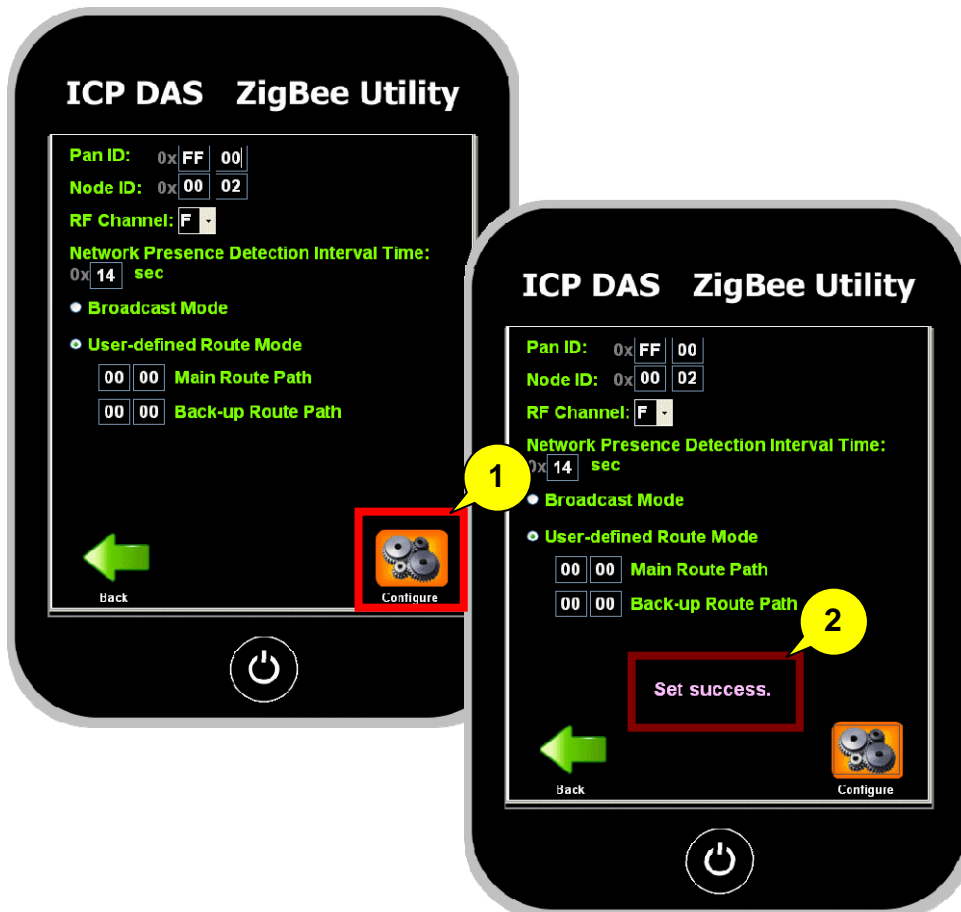 ICP DAS ZigBee Utility
Pan ID: 0x FF 00
Node ID: 0x 00 02
RF Channel: F
Network Presence Detection Interval Time:
0x 14 sec
Broadcast Mode
User-defined Route Mode
00 00 Main Route Path
00 00 Back-up Route Path
1
Back Configure
ICP DAS ZigBee Utility
Pan ID: 0x FF 00
Node ID: 0x 00 02
RF Channel: F
Network Presence Detection Interval Time:
0x 14 sec
Broadcast Mode
User-defined Route Mode
00 00 Main Route Path
00 00 Back-up Route Path
2
Set success.
Back Configure